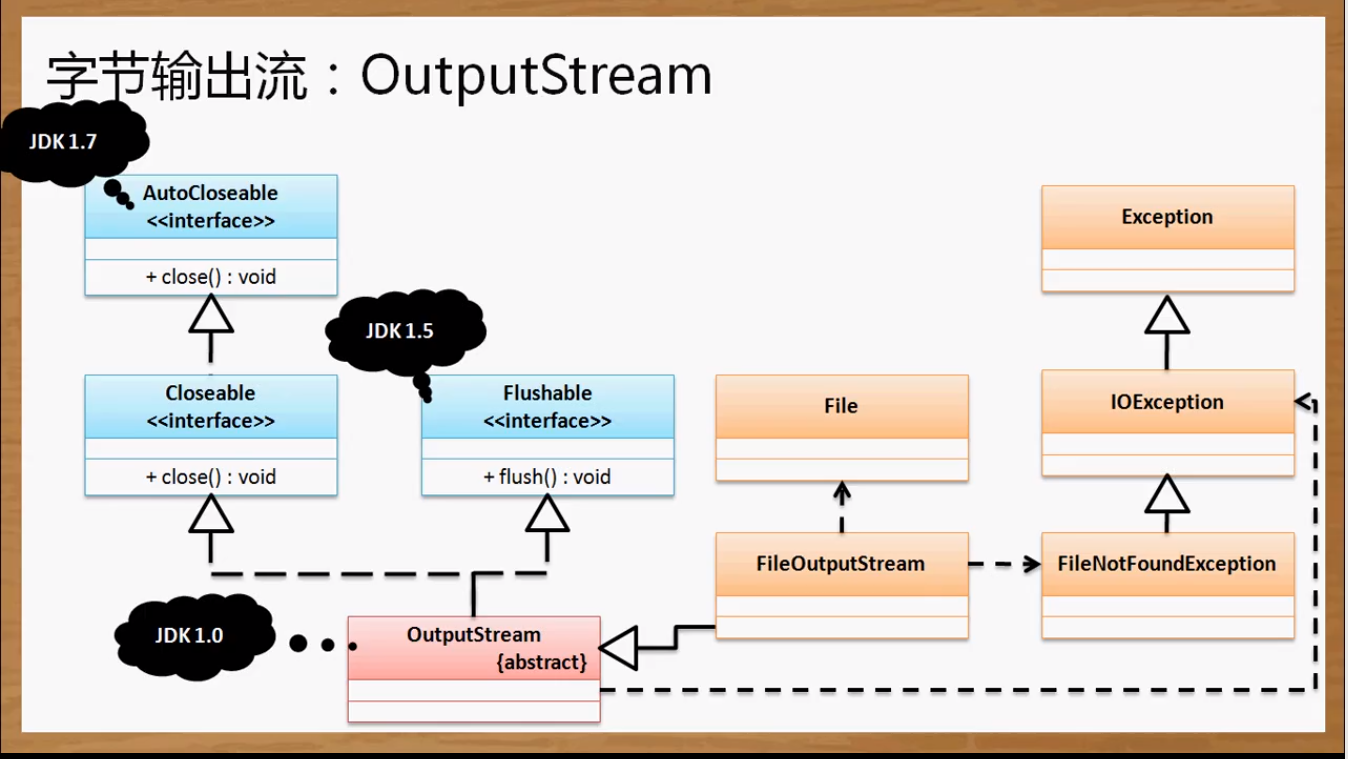 字节输出流：OutputStream
JDK 1.7
AutoCloseable
<<interface>>
+ close() : void
Exception
JDK 1.5
Closeable
<<interface>>
+ close() : void
Flushable
<<interface>>
+ flush() : void
File
IOException
FileOutputStream
FileNotFoundException
JDK 1.0
OutputStream
{abstract}